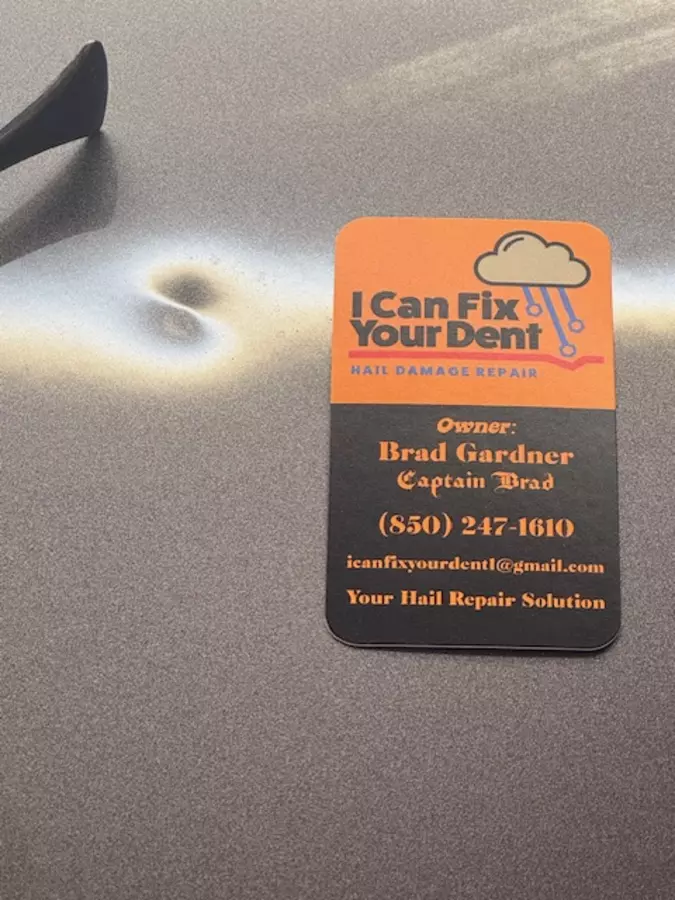 I Can Fix
Your Dent
HAIL DAMAGE REPAIR
Owner:
Brad Gardner
Captain Brad
(850) 247-1610
icanfixyourdent1@gmail.com
Your Hail Repair Solution